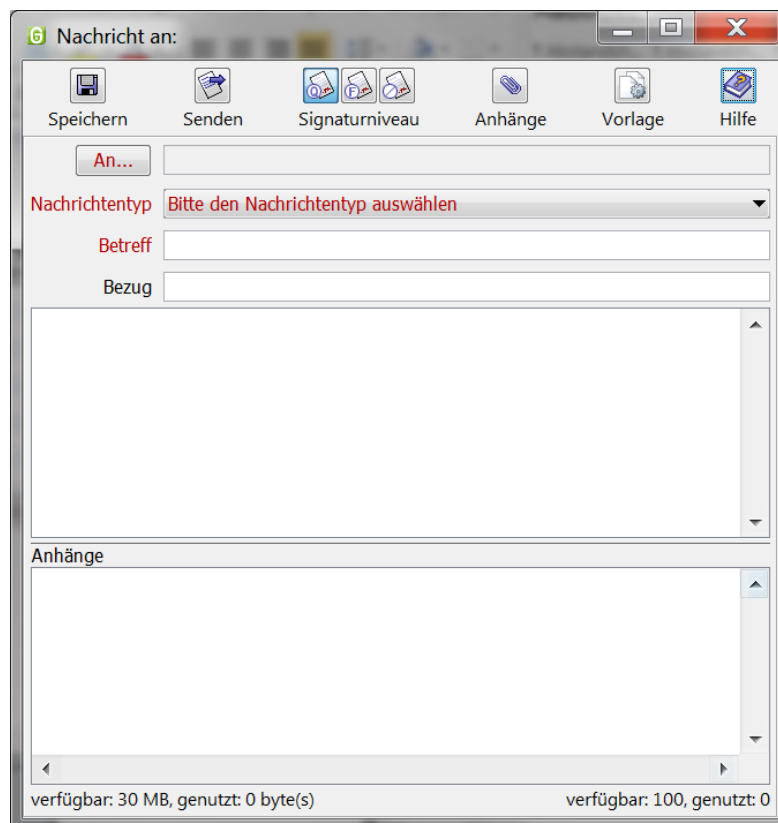 Nachricht an:
Speichern Senden Signaturniveau Anhänge Vorlage Hilfe
An...
Nachrichtentyp Bitte den Nachrichtentyp auswählen
Betreff
Bezug
Anhänge
verfügbar: 30 MB, genutzt: 0 byte(s) verfügbar: 100, genutzt: 0